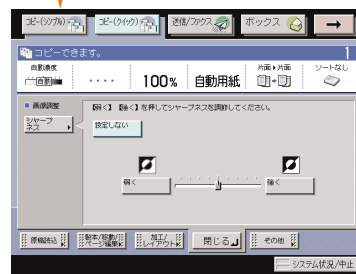 コピー(シンプル)
コピー(クイック)
送信/ファクス
ボックス
コピーできます。
1
自動濃度
自動
100%
自動用紙
片面▶片面
ソートなし
■ 画像調整
シャープネス
[弱く] [強く] を押してシャープネスを調節してください。
設定しない
弱く
強く
原稿読込
製本/移動/ページ編集
加工/レイアウト
閉じる
その他
システム状況/中止